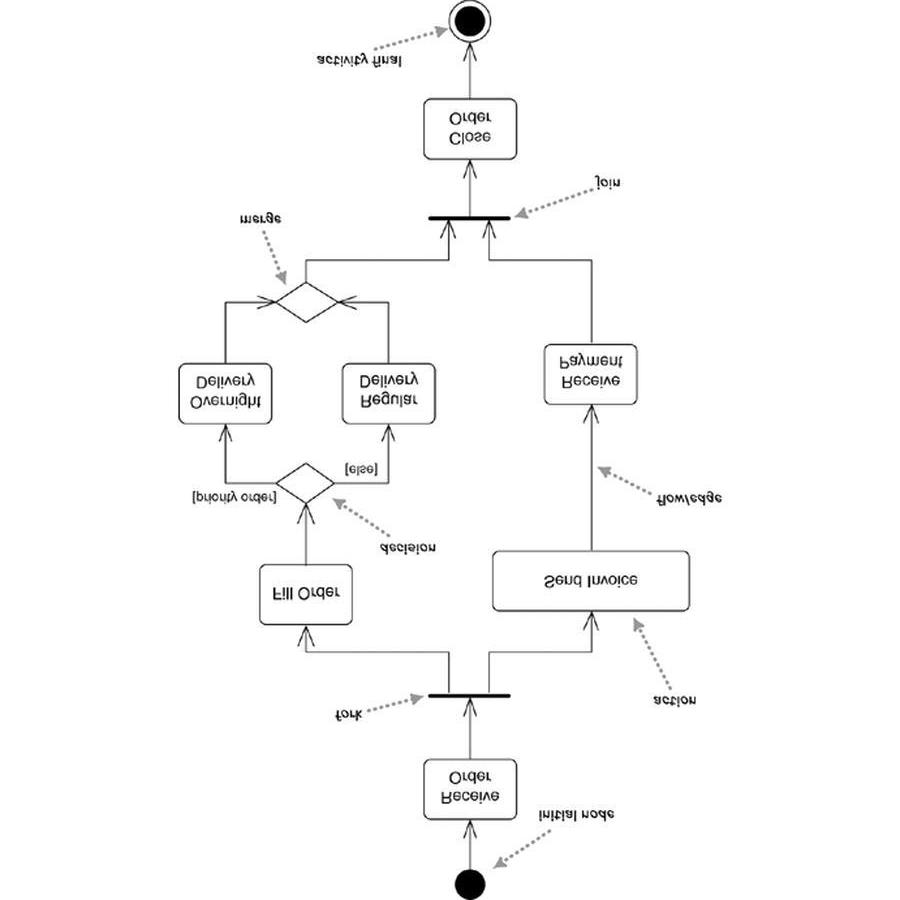 initial node
Receive
Order
fork
action
Fill Order
Send Invoice
decision
flow/edge
[priority order]
[else]
Overnight
Delivery
Regular
Delivery
Receive
Payment
merge
join
Close
Order
activity final